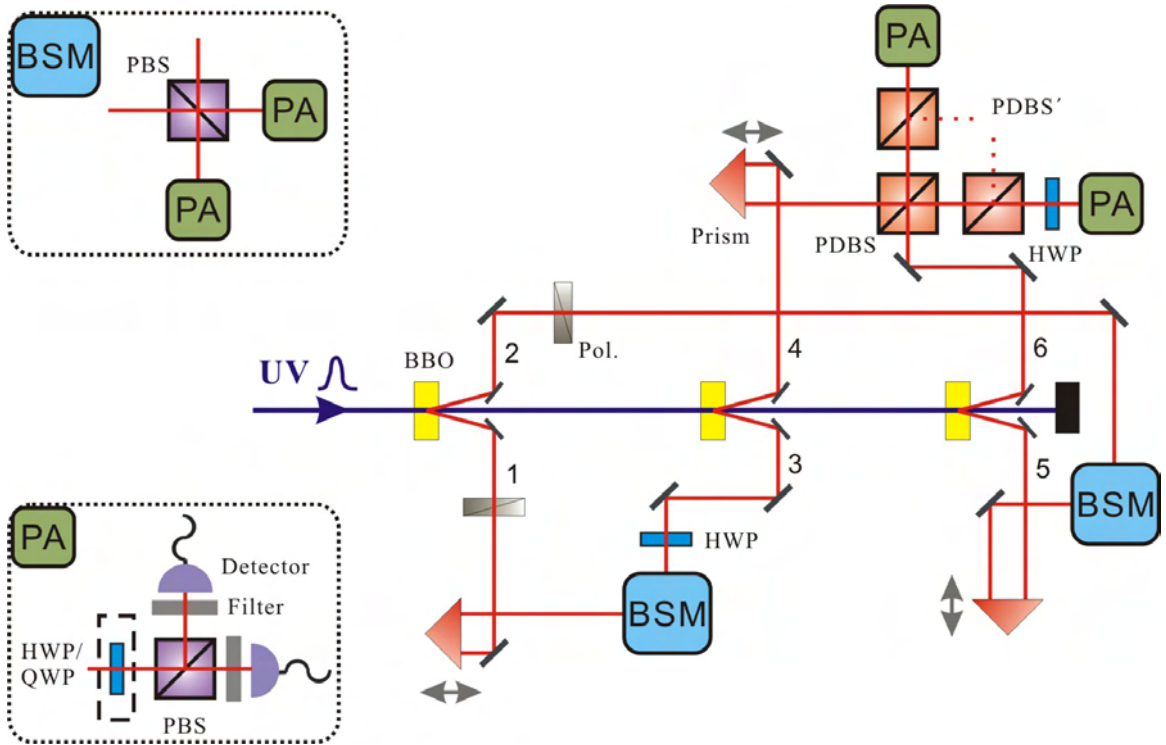 BSM
PBS
PA
PA
PA
PDBS´
Prism
PDBS
HWP
PA
Pol.
BBO
UV
2
4
6
1
3
5
HWP
BSM
BSM
PA
Detector
Filter
HWP/
QWP
PBS